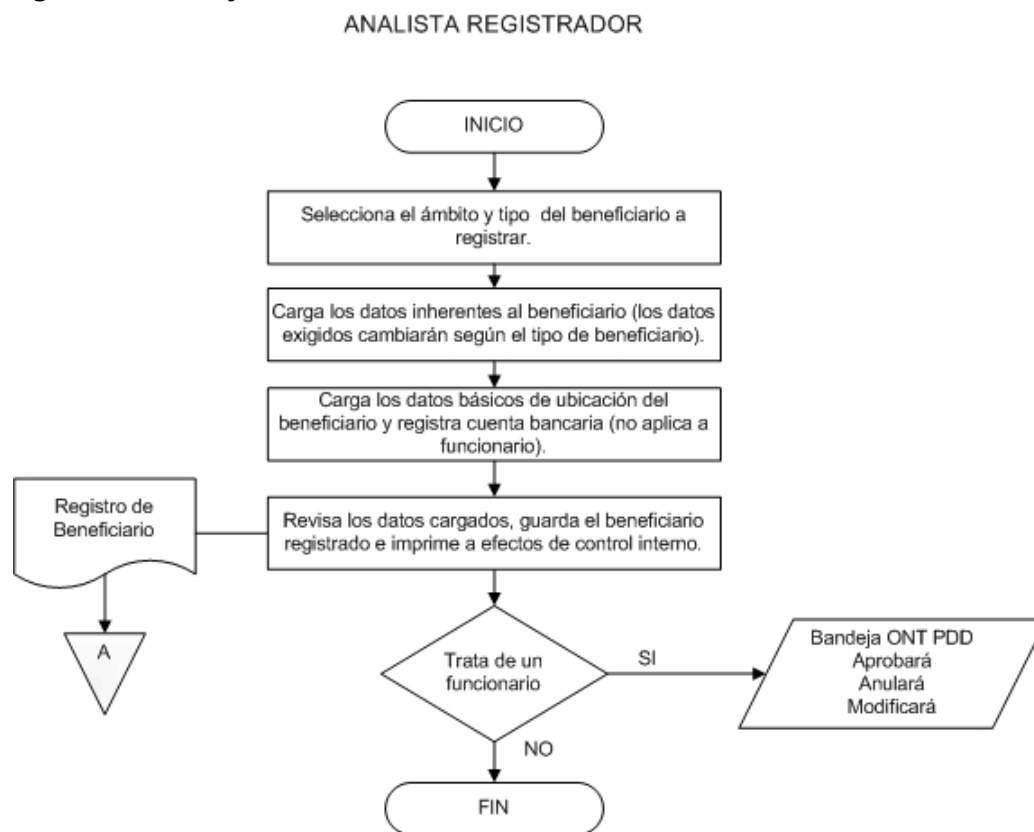 ANALISTA REGISTRADOR
INICIO
Selecciona el ámbito y tipo del beneficiario a
registrar.
Carga los datos inherentes al beneficiario (los datos
exigidos cambiarán según el tipo de beneficiario).
Carga los datos básicos de ubicación del
beneficiario y registra cuenta bancaria (no aplica a
funcionario).
Registro de
Beneficiario
Revisa los datos cargados, guarda el beneficiario
registrado e imprime a efectos de control interno.
A
Trata de un
funcionario
SI
Bandeja ONT PDD
Aprobará
Anulará
Modificará
NO
FIN